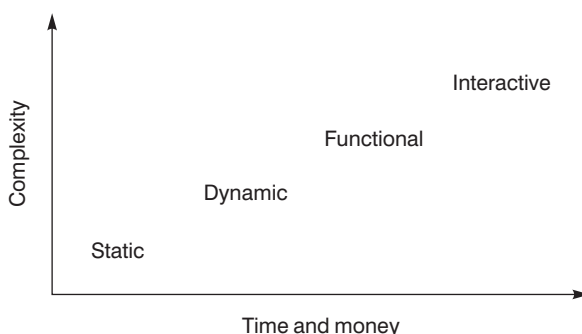 Interactive
Functional
Dynamic
Static
Complexity
Time and money